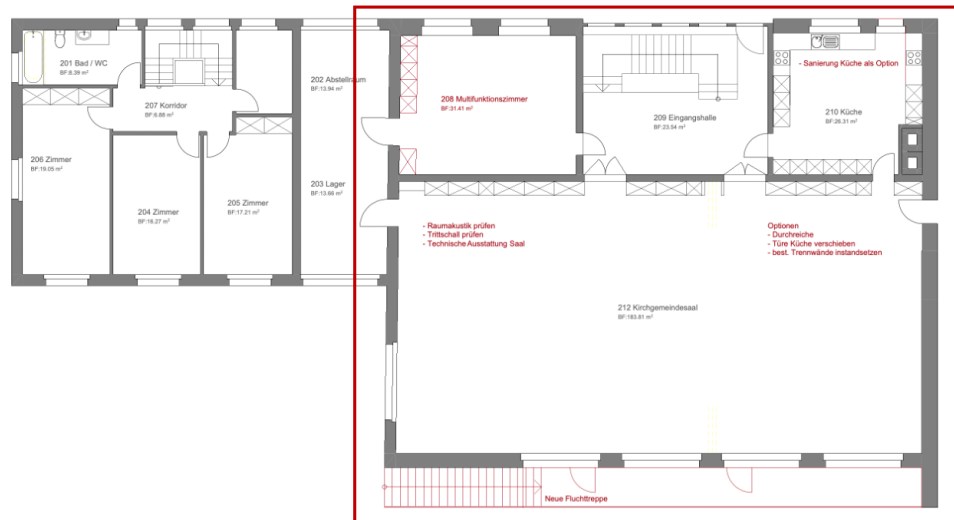 201 Bad / WC
BF:8.39 m²
207 Korridor
BF:6.88 m²
202 Abstellraum
BF:13.94 m²
206 Zimmer
BF:19.05 m²
204 Zimmer
BF:16.27 m²
205 Zimmer
BF:17.21 m²
203 Lager
BF:13.66 m²
208 Multifunktionszimmer
BF:31.41 m²
209 Eingangshalle
BF:23.54 m²
- Sanierung Küche als Option
210 Küche
BF:26.31 m²
- Raumakustik prüfen
- Trittschall prüfen
- Technische Ausstattung Saal
Optionen
- Durchreiche
- Türe Küche verschieben
- best. Trennwände instandsetzen
212 Kirchgemeindesaal
BF:183.81 m²
Neue Fluchttreppe